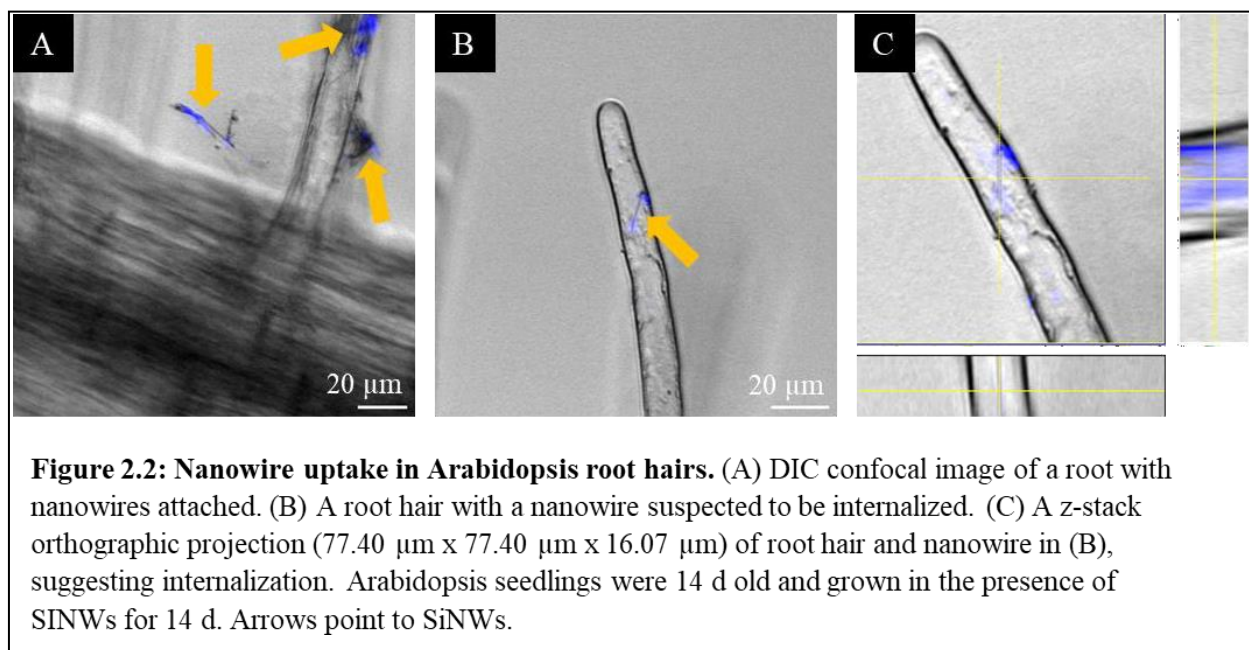 A
B
C
20 µm
20 µm
Figure 2.2: Nanowire uptake in Arabidopsis root hairs. (A) DIC confocal image of a root with
nanowires attached. (B) A root hair with a nanowire suspected to be internalized. (C) A z-stack
orthographic projection (77.40 µm x 77.40 µm x 16.07 µm) of root hair and nanowire in (B),
suggesting internalization. Arabidopsis seedlings were 14 d old and grown in the presence of
SINWs for 14 d. Arrows point to SiNWs.